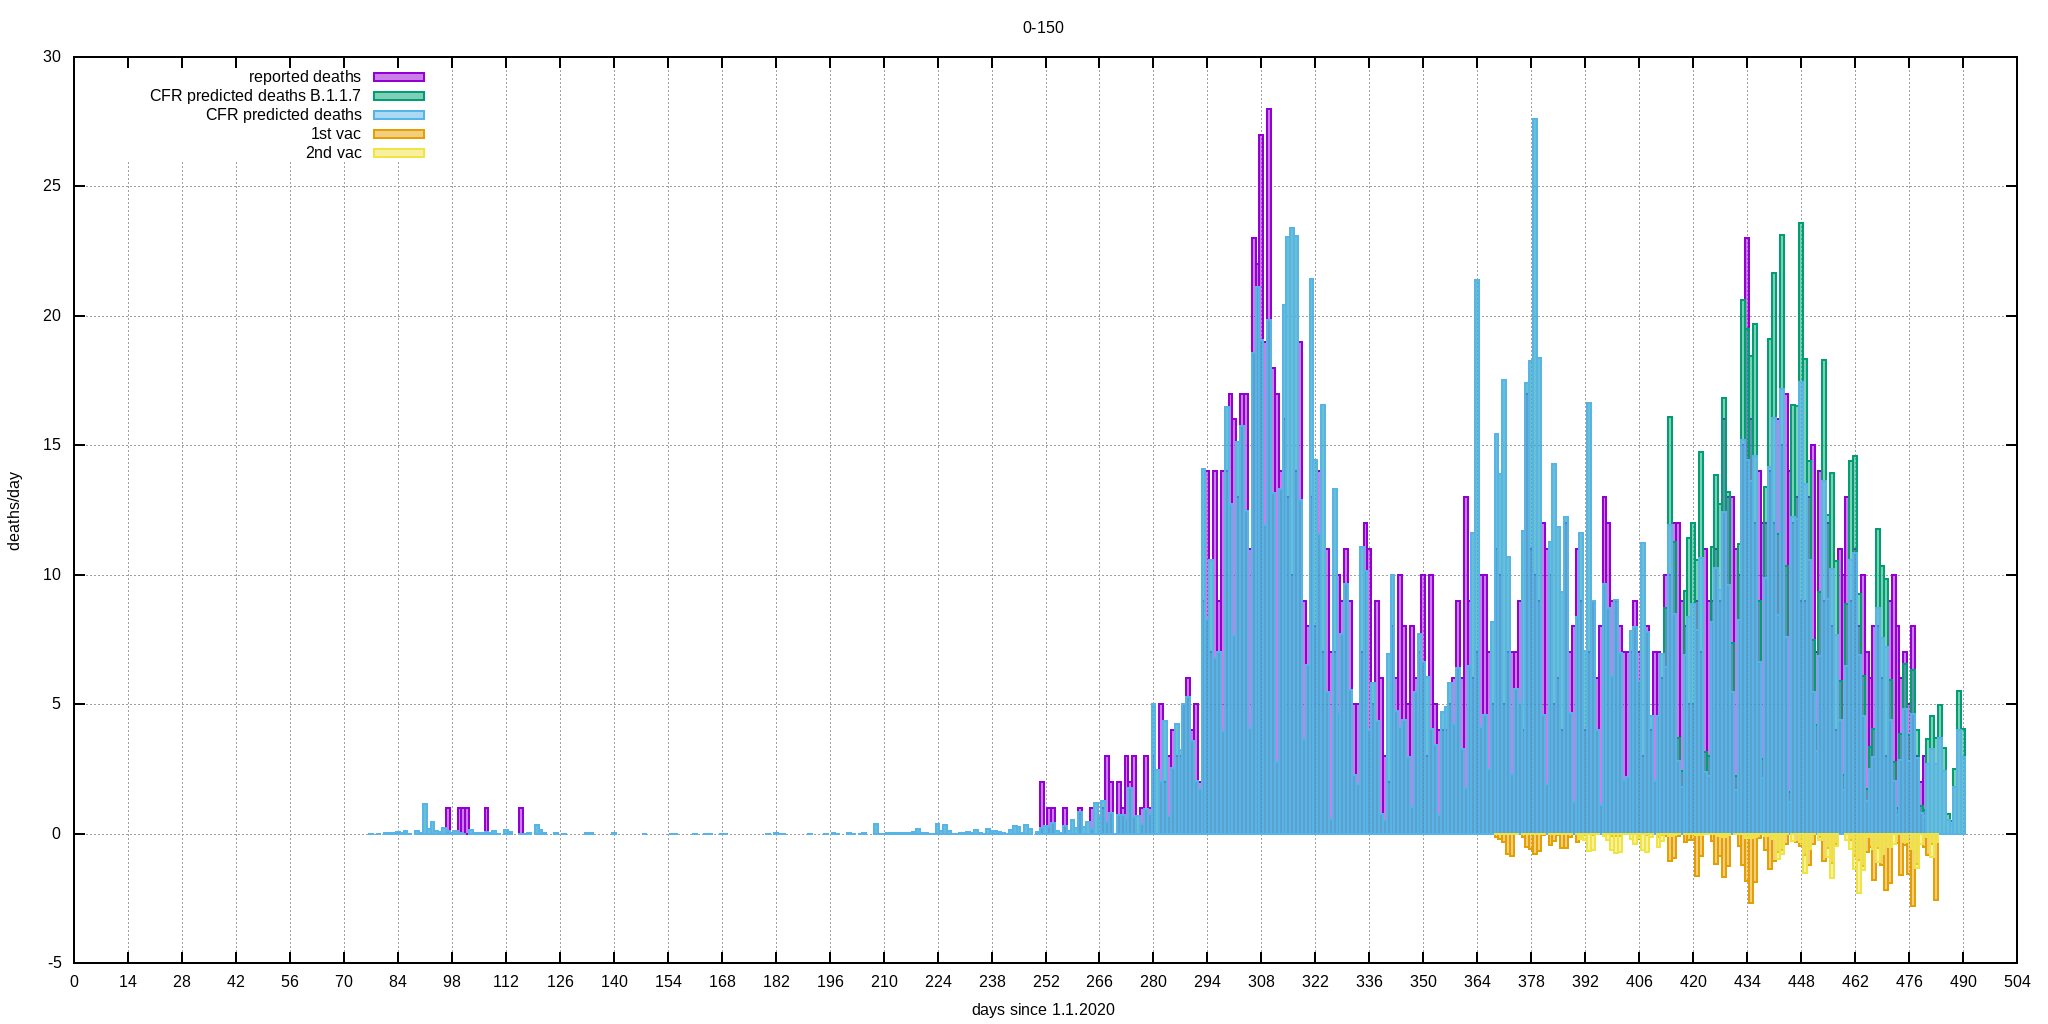 0-150
30
reported deaths
CFR predicted deaths B.1.1.7
CFR predicted deaths
1st vac
2nd vac
25
20
15
10
5
0
-5
deaths/day
0 14 28 42 56 70 84 98 112 126 140 154 168 182 196 210 224 238 252 266 280 294 308 322 336 350 364 378 392 406 420 434 448 462 476 490 504
days since 1.1.2020